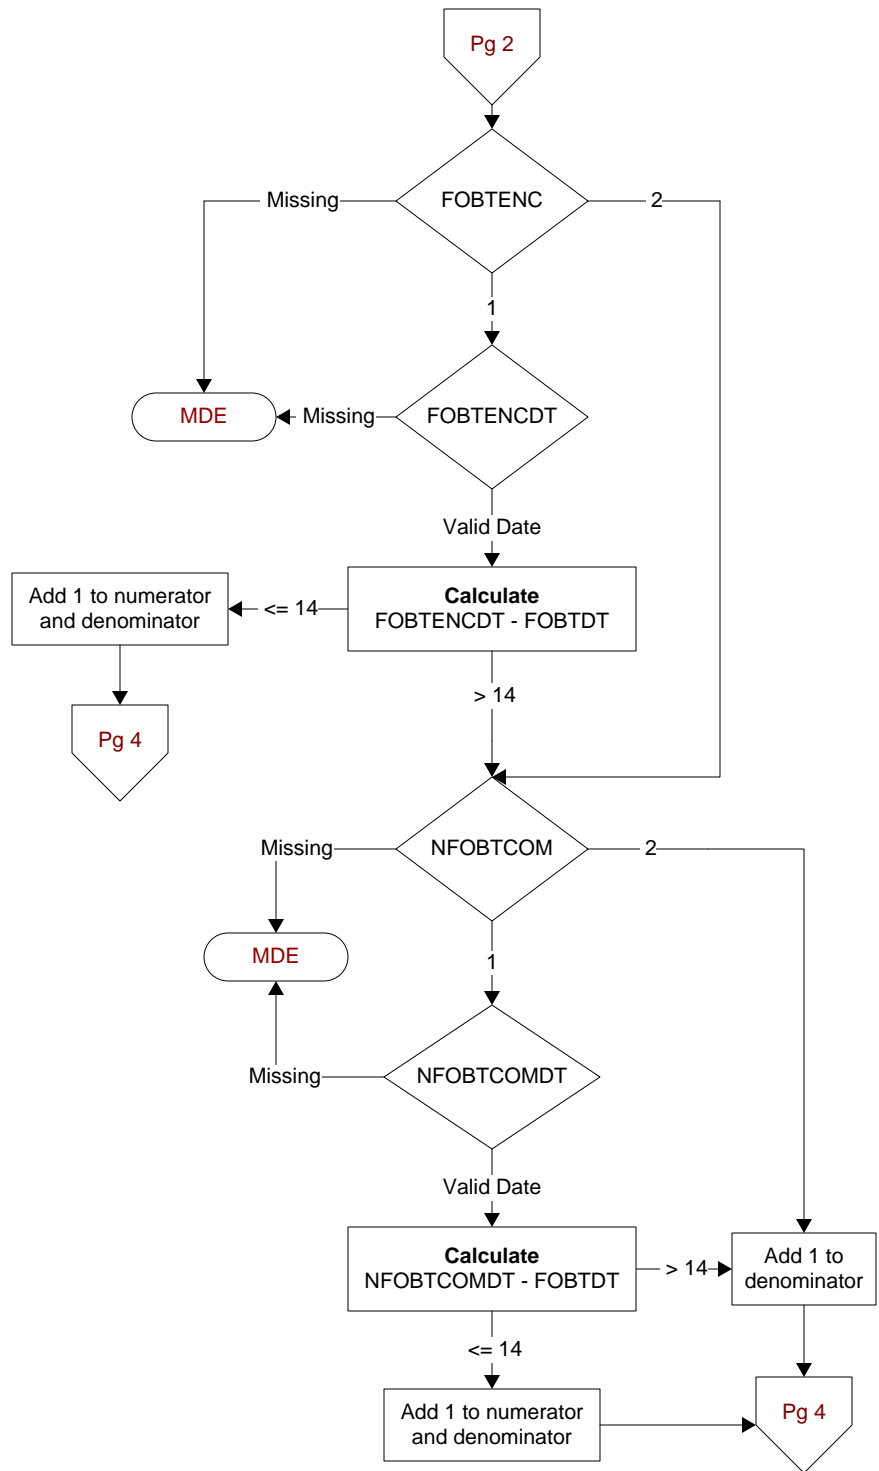 Pg 2
FOBTENC
Missing
2
1
FOBTENCDT
Missing
MDE
Valid Date
Calculate
FOBTENCDT - FOBTDT
<= 14
Add 1 to numerator
and denominator
Pg 4
> 14
NFOBTCOM
Missing
2
MDE
1
NFOBTCOMDT
Missing
Valid Date
Calculate
NFOBTCOMDT - FOBTDT
> 14
Add 1 to
denominator
<= 14
Add 1 to numerator
and denominator
Pg 4